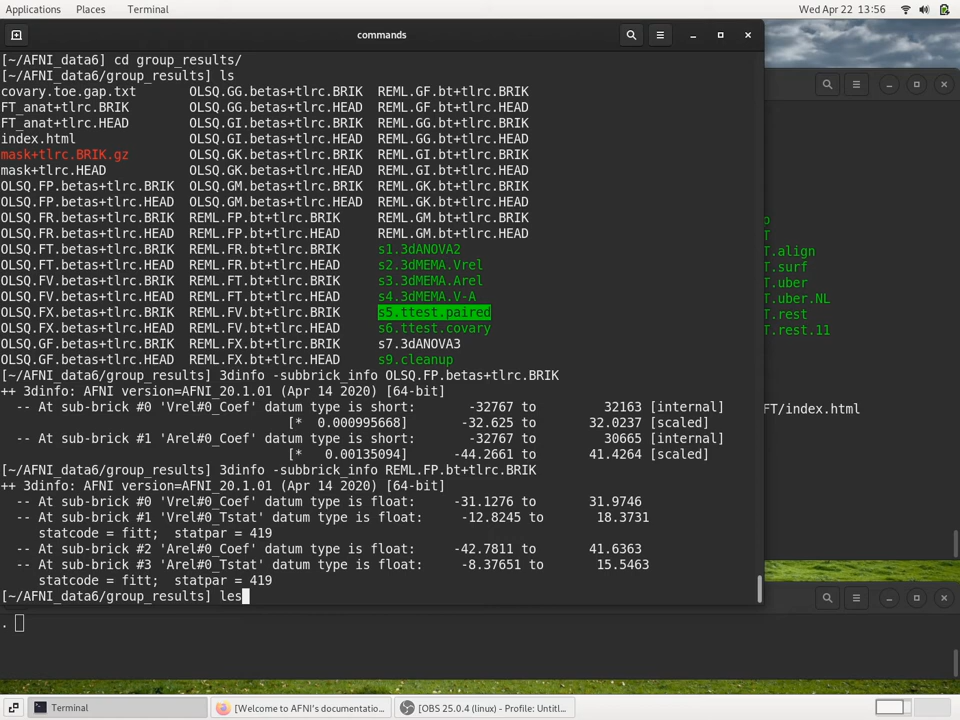 Applications Places Terminal Wed Apr 22 13:56
commands
[~/AFNI_data6] cd group_results/
[~/AFNI_data6/group_results] ls
covary.toe.gap.txt OLSQ.GG.betas+tlrc.BRIK REML.GF.bt+tlrc.BRIK
FT_anat+tlrc.BRIK OLSQ.GG.betas+tlrc.HEAD REML.GF.bt+tlrc.HEAD
FT_anat+tlrc.HEAD OLSQ.GI.betas+tlrc.BRIK REML.GG.bt+tlrc.BRIK
index.html OLSQ.GI.betas+tlrc.HEAD REML.GG.bt+tlrc.HEAD
mask+tlrc.BRIK.gz OLSQ.GK.betas+tlrc.BRIK REML.GI.bt+tlrc.BRIK
mask+tlrc.HEAD OLSQ.GK.betas+tlrc.HEAD REML.GI.bt+tlrc.HEAD
OLSQ.FP.betas+tlrc.BRIK OLSQ.GM.betas+tlrc.BRIK REML.GK.bt+tlrc.BRIK
OLSQ.FP.betas+tlrc.HEAD OLSQ.GM.betas+tlrc.HEAD REML.GK.bt+tlrc.HEAD
OLSQ.FR.betas+tlrc.BRIK REML.FP.bt+tlrc.BRIK REML.GM.bt+tlrc.BRIK
OLSQ.FR.betas+tlrc.HEAD REML.FP.bt+tlrc.HEAD REML.GM.bt+tlrc.HEAD
OLSQ.FT.betas+tlrc.BRIK REML.FR.bt+tlrc.BRIK s1.3dANOVA2
OLSQ.FT.betas+tlrc.HEAD REML.FR.bt+tlrc.HEAD s2.3dMEMA.Vrel
OLSQ.FV.betas+tlrc.BRIK REML.FT.bt+tlrc.BRIK s3.3dMEMA.Arel
OLSQ.FV.betas+tlrc.HEAD REML.FT.bt+tlrc.HEAD s4.3dMEMA.V-A
OLSQ.FX.betas+tlrc.BRIK REML.FV.bt+tlrc.BRIK s5.ttest.paired
OLSQ.FX.betas+tlrc.HEAD REML.FV.bt+tlrc.HEAD s6.ttest.covary
OLSQ.GF.betas+tlrc.BRIK REML.FX.bt+tlrc.BRIK s7.3dANOVA3
OLSQ.GF.betas+tlrc.HEAD REML.FX.bt+tlrc.HEAD s9.cleanup
[~/AFNI_data6/group_results] 3dinfo -subbrick_info OLSQ.FP.betas+tlrc.BRIK
++ 3dinfo: AFNI version=AFNI_20.1.01 (Apr 14 2020) [64-bit]
-- At sub-brick #0 'Vrel#0_Coef' datum type is short: -32767 to 32163 [internal]
[* 0.000995668] -32.625 to 32.0237 [scaled]
-- At sub-brick #1 'Arel#0_Coef' datum type is short: -32767 to 30665 [internal]
[* 0.00135094] -44.2661 to 41.4264 [scaled]
[~/AFNI_data6/group_results] 3dinfo -subbrick_info REML.FP.bt+tlrc.BRIK
++ 3dinfo: AFNI version=AFNI_20.1.01 (Apr 14 2020) [64-bit]
-- At sub-brick #0 'Vrel#0_Coef' datum type is float: -31.1276 to 31.9746
-- At sub-brick #1 'Vrel#0_Tstat' datum type is float: -12.8245 to 18.3731
statcode = fitt; statpar = 419
-- At sub-brick #2 'Arel#0_Coef' datum type is float: -42.7811 to 41.6363
-- At sub-brick #3 'Arel#0_Tstat' datum type is float: -8.37651 to 15.5463
statcode = fitt; statpar = 419
[~/AFNI_data6/group_results] les
p
T
T.align
T.surf
T.uber
T.uber.NL
T.rest
T.rest.11
FT/index.html
.
Terminal [Welcome to AFNI's documentatio... [OBS 25.0.4 (linux) - Profile: Untitl...